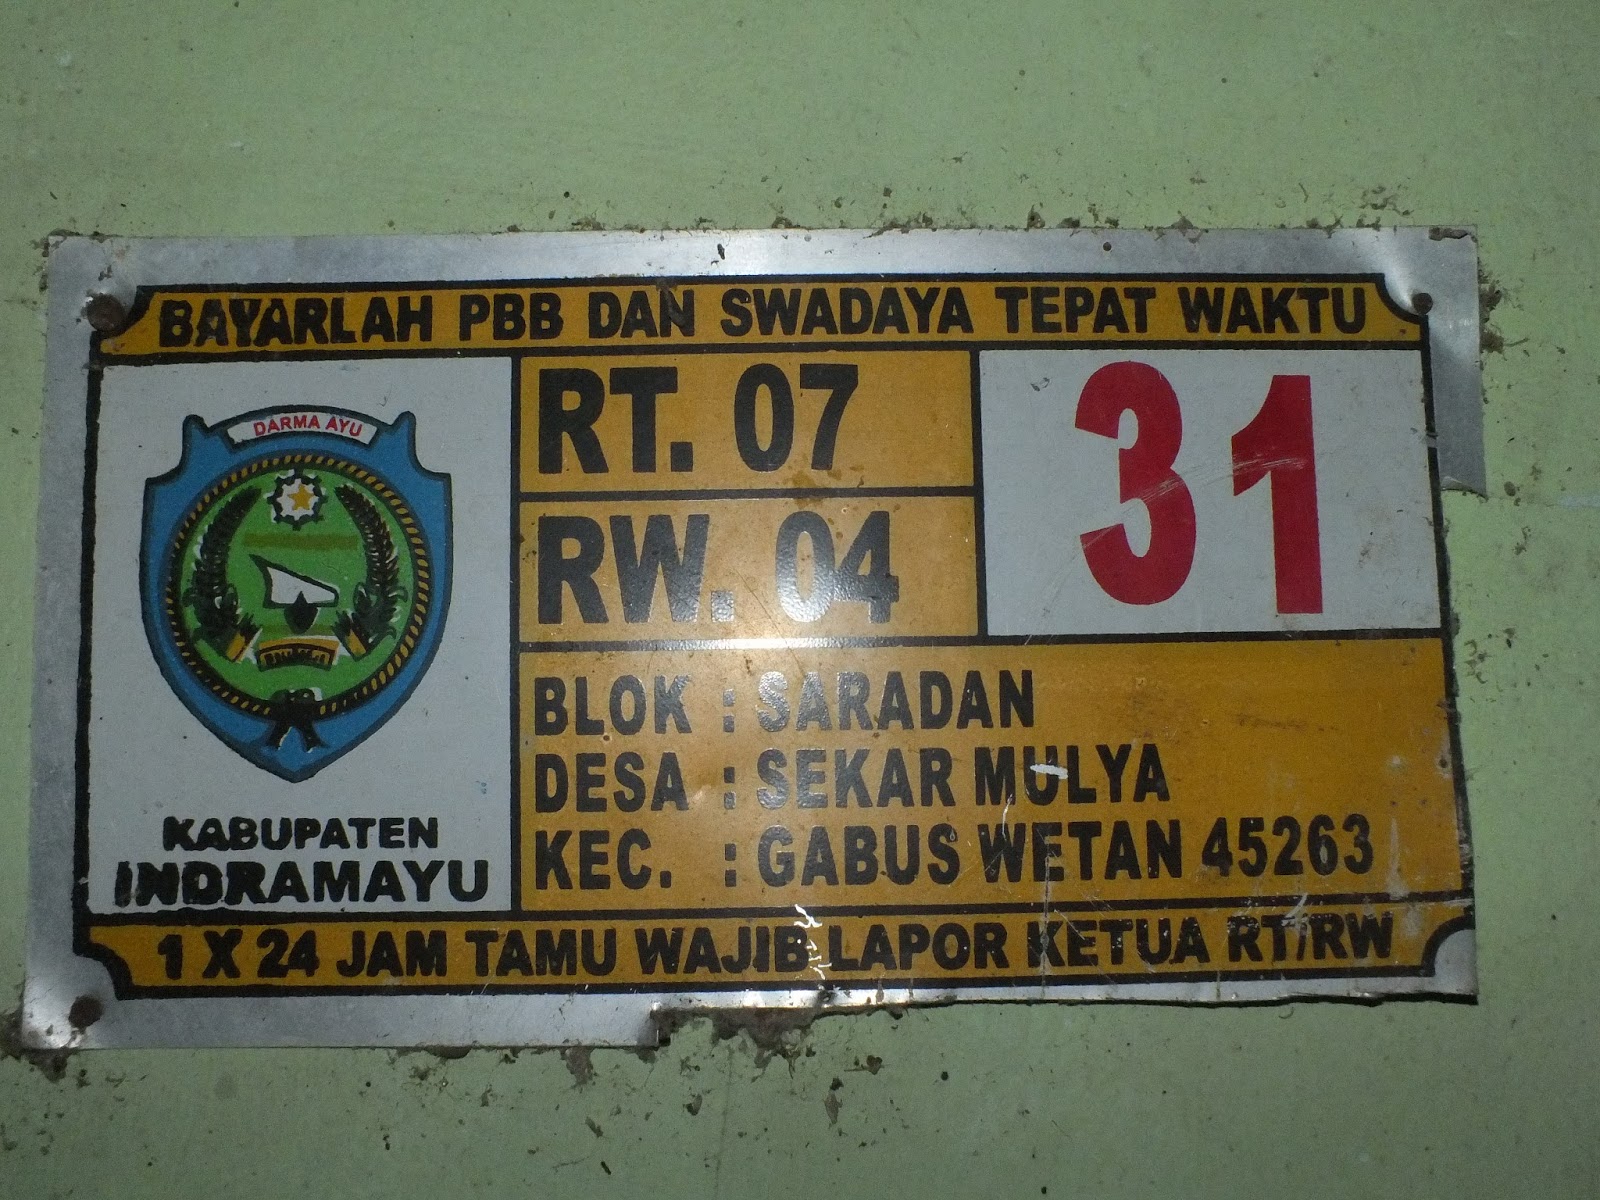 BAYARLAH PBB DAN SWADAYA TEPAT WAKTU
DARMA AYU
KABUPATEN
INDRAMAYU
RT. 07
RW. 04
31
BLOK : SARADAN
DESA : SEKAR MULYA
KEC. : GABUS WETAN 45263
1 X 24 JAM TAMU WAJIB LAPOR KETUA RT/RW